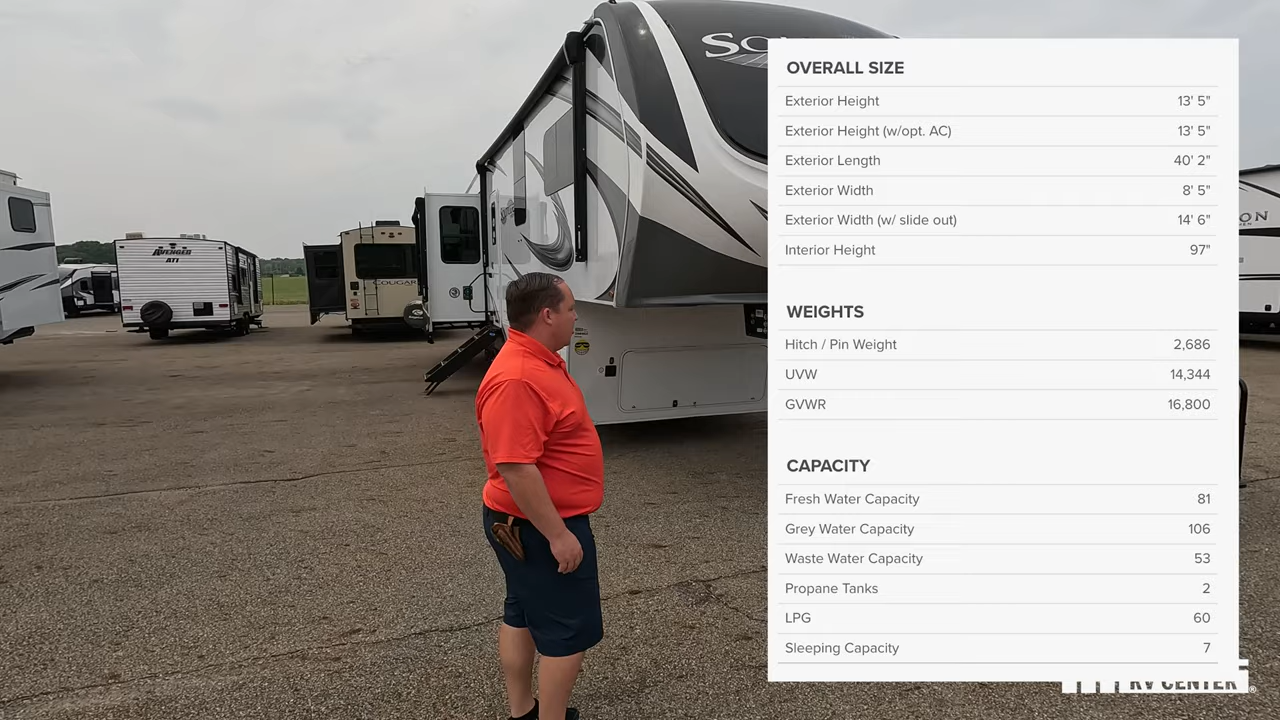 SO
AVENGER
ATI
COUGAR
OVERALL SIZE
Exterior Height 13' 5"
Exterior Height (w/opt. AC) 13' 5"
Exterior Length 40' 2"
Exterior Width 8' 5"
Exterior Width (w/ slide out) 14' 6"
Interior Height 97"
WEIGHTS
Hitch / Pin Weight 2,686
UVW 14,344
GVWR 16,800
CAPACITY
Fresh Water Capacity 81
Grey Water Capacity 106
Waste Water Capacity 53
Propane Tanks 2
LPG 60
Sleeping Capacity 7
ON
RV CENTER®